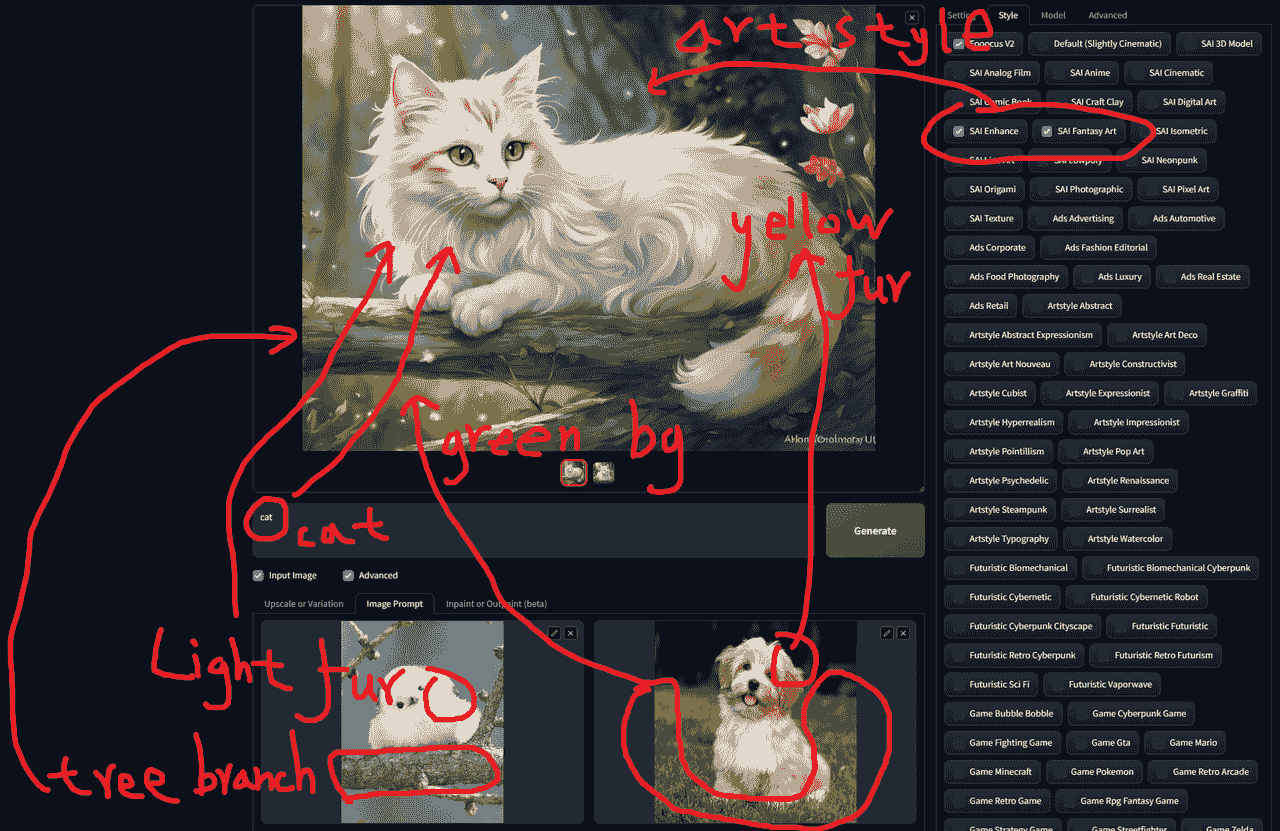 Style
Model
Advanced
art style
Fooocus V2
Default (Slightly Cinematic)
SAI 3D Model
SAI Analog Film
SAI Anime
SAI Cinematic
SAI Comic Book
SAI Craft Clay
SAI Digital Art
SAI Enhance
SAI Fantasy Art
SAI Isometric
SAI Lowpoly
SAI Neonpunk
SAI Origami
SAI Photographic
SAI Pixel Art
SAI Texture
Ads Advertising
Ads Automotive
Ads Corporate
Ads Fashion Editorial
Ads Food Photography
Ads Luxury
Ads Real Estate
Ads Retail
Artstyle Abstract
Artstyle Abstract Expressionism
Artstyle Art Deco
Artstyle Art Nouveau
Artstyle Constructivist
Artstyle Cubist
Artstyle Expressionist
Artstyle Graffiti
Artstyle Hyperrealism
Artstyle Impressionist
Artstyle Pointillism
Artstyle Pop Art
Artstyle Psychedelic
Artstyle Renaissance
Artstyle Steampunk
Artstyle Surrealist
Artstyle Typography
Artstyle Watercolor
Futuristic Biomechanical
Futuristic Biomechanical Cyberpunk
Futuristic Cybernetic
Futuristic Cybernetic Robot
Futuristic Cyberpunk Cityscape
Futuristic Futuristic
Futuristic Retro Cyberpunk
Futuristic Retro Futurism
Futuristic Sci Fi
Futuristic Vaporwave
Game Bubble Bobble
Game Cyberpunk Game
Game Fighting Game
Game Gta
Game Mario
Game Minecraft
Game Pokemon
Game Retro Arcade
Game Retro Game
Game Rpg Fantasy Game
Game Strategy Game
Game Streetfighter
Game Zelda
yellow
fur
green bg
cat
cat
Generate
Input Image
Advanced
Upscale or Variation
Image Prompt
Inpaint or Outpaint (beta)
Light fur
tree branch